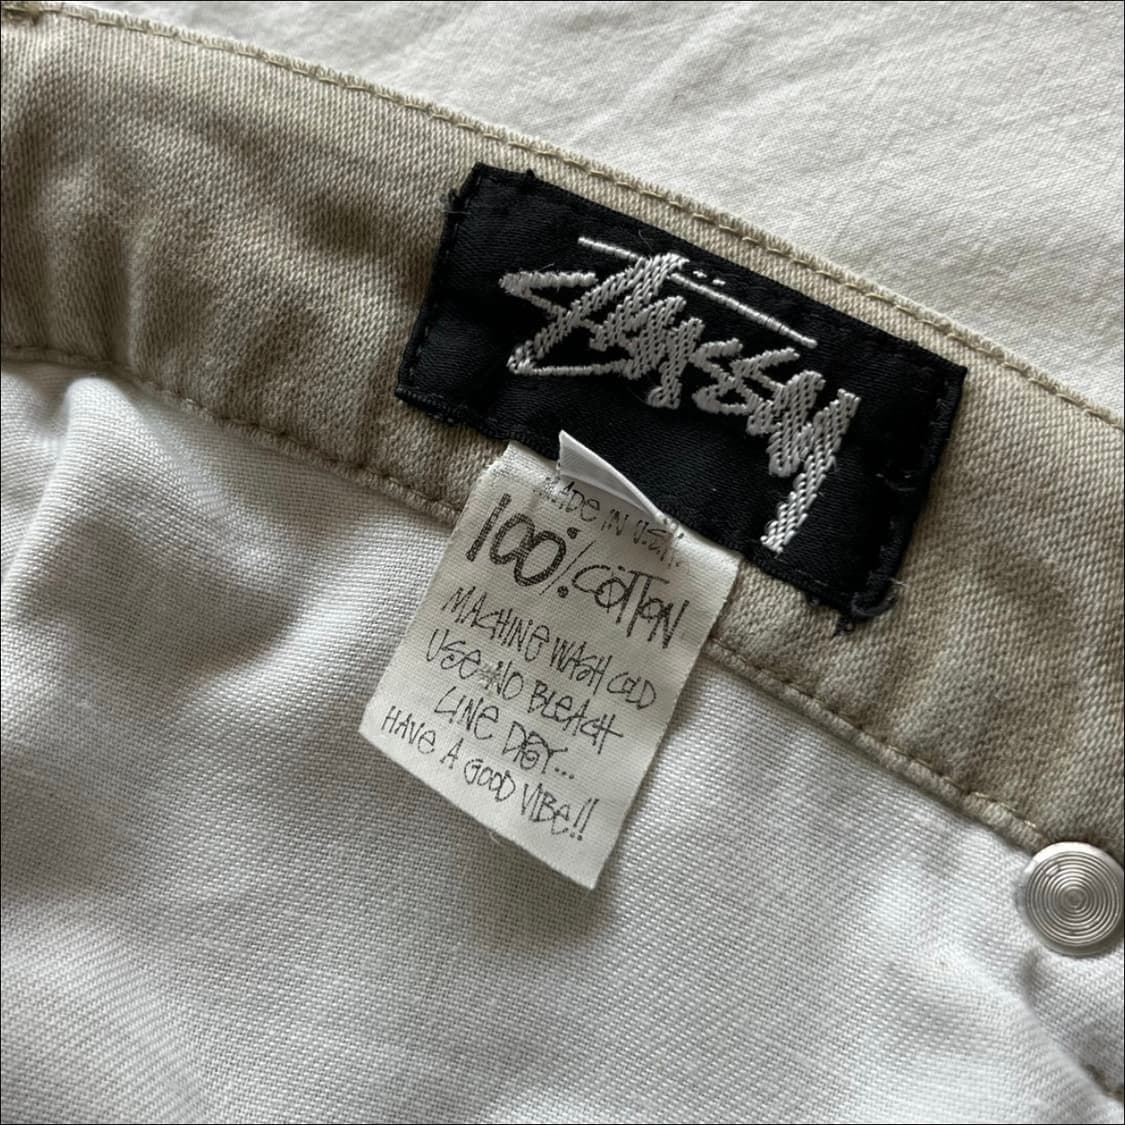 STÜSSY
MADE IN U.S.A.
100% COTTON
MACHINE WASH COLD
USE NO BLEACH
LINE DRY...
HAVE A GOOD VIBE!!